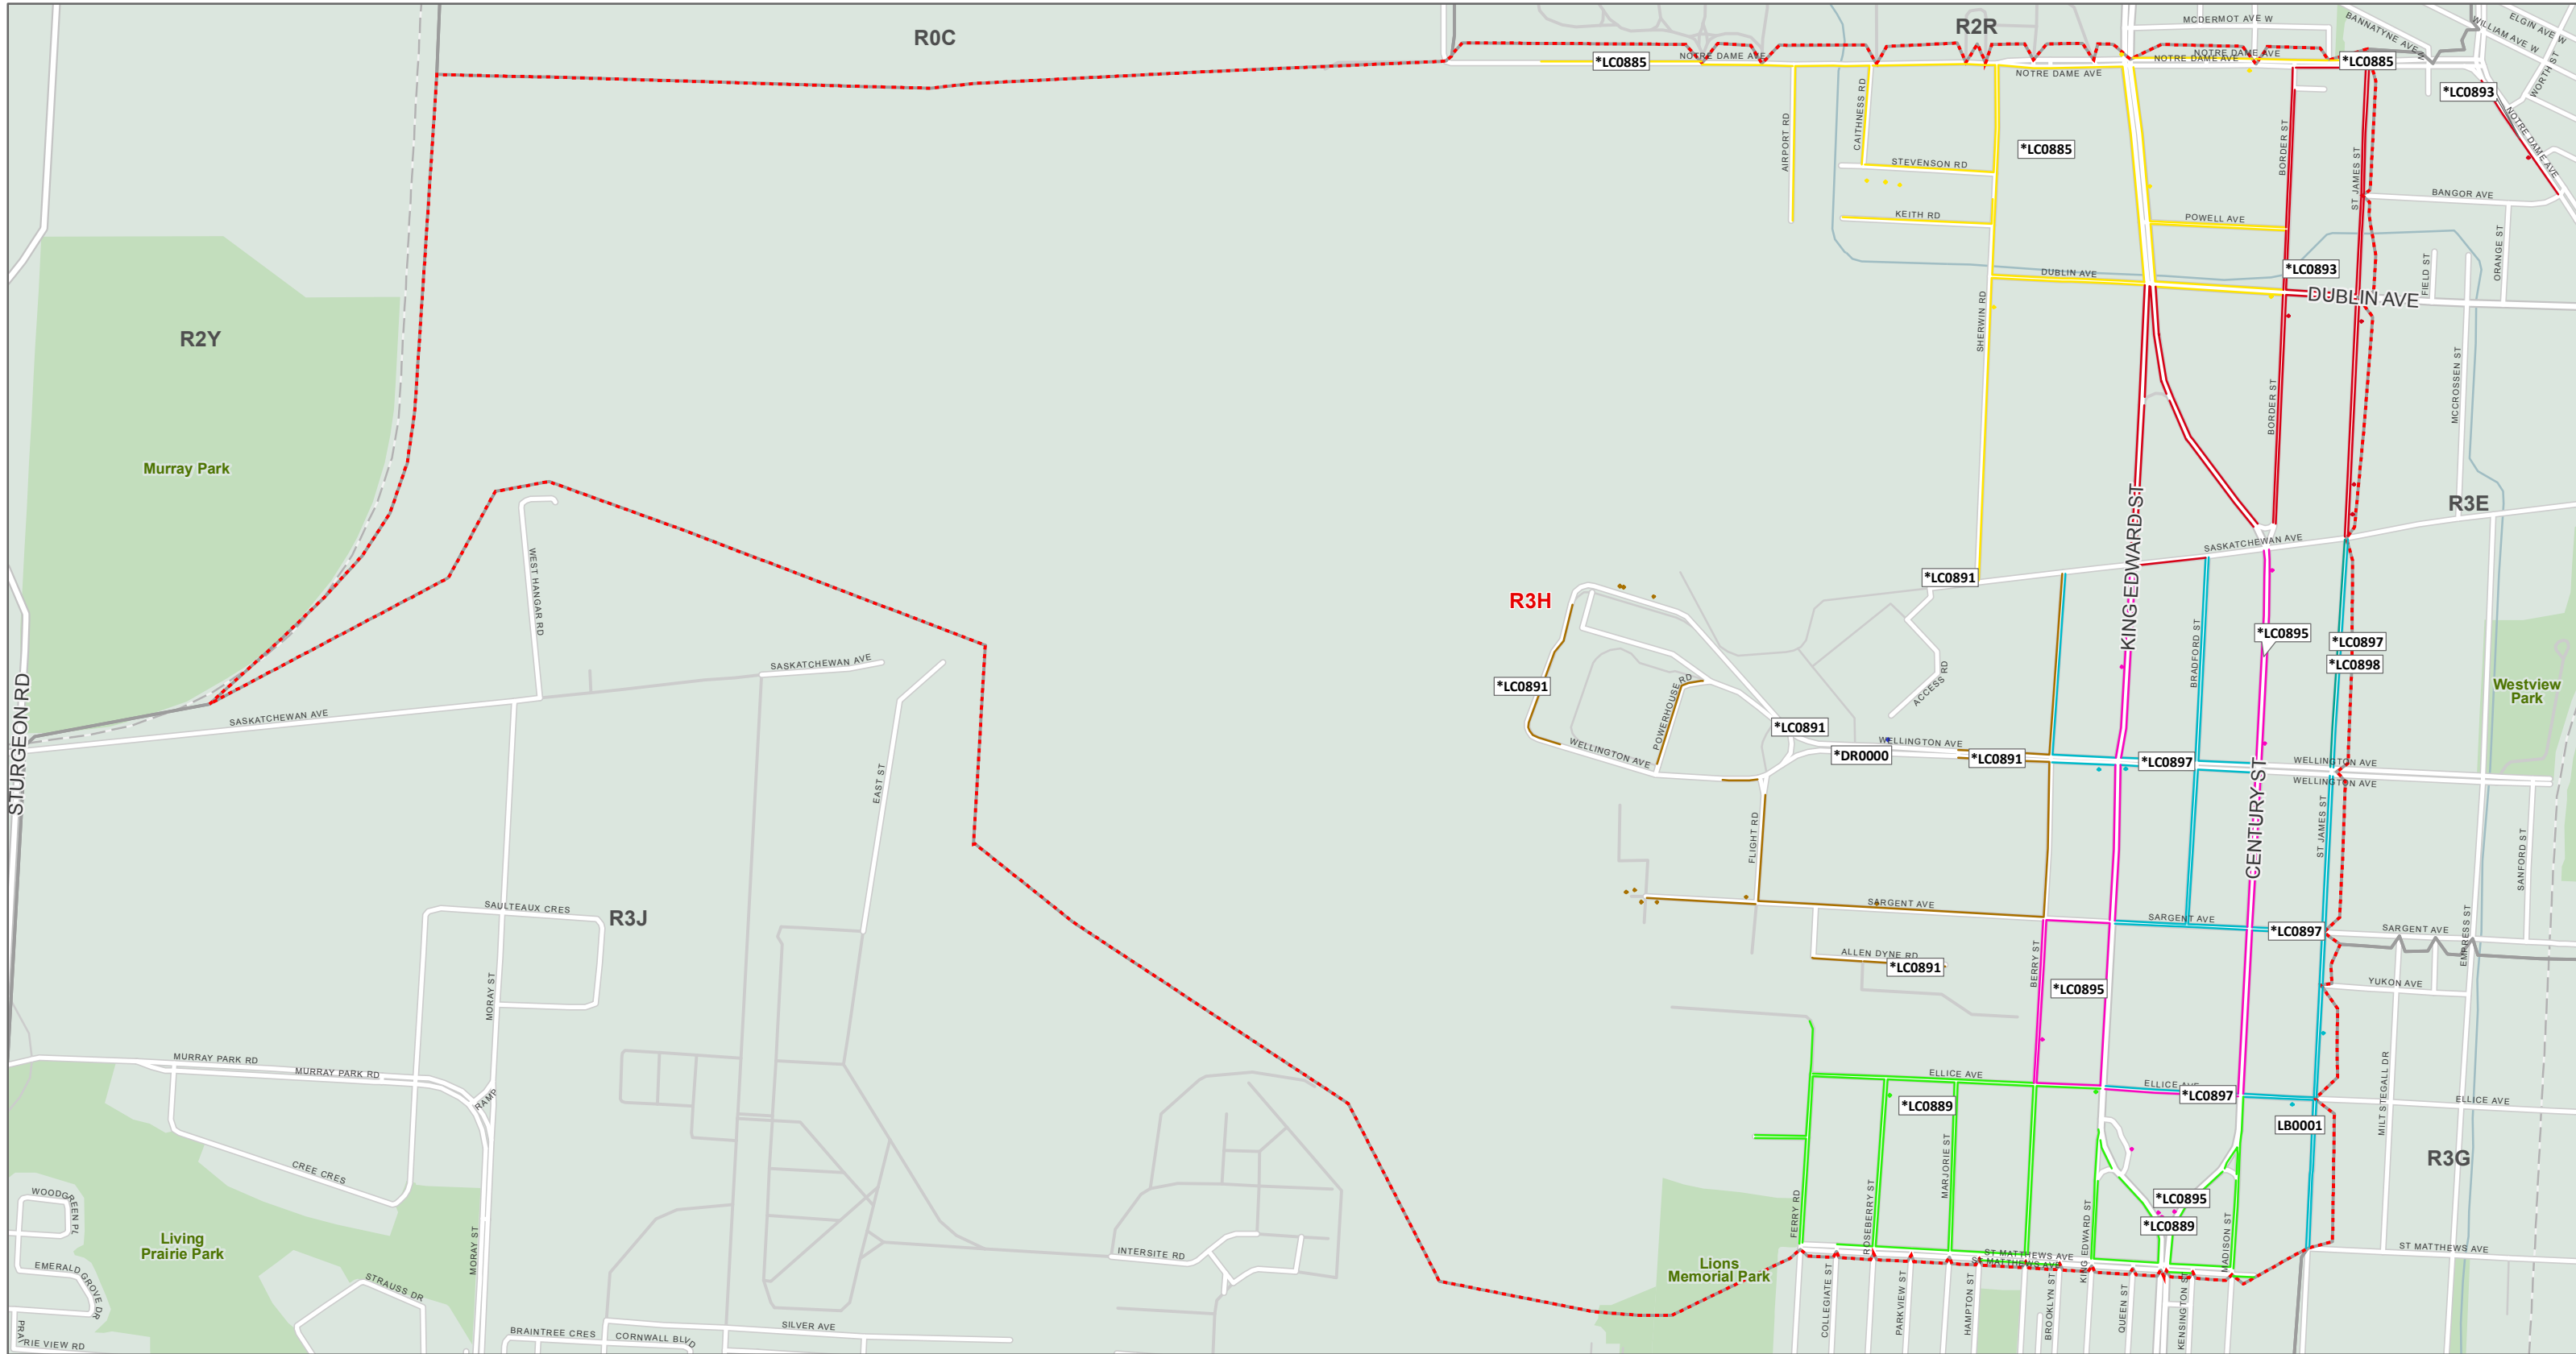 R0C
R2R
MCDERMOT AVE W
BANNATYNE AVE W
WILLIAM AVE W
ELGIN AVE W
WORTH ST
NOTRE DAME AVE
NOTRE DAME AVE
NOTRE DAME AVE
NOTRE DAME AVE
NOTRE DAME AVE
*LC0885
*LC0885
*LC0893
*LC0885
AIRPORT RD
CAITHNESS RD
STEVENSON RD
KEITH RD
BORDER ST
ST JAMES ST
BANGOR AVE
POWELL AVE
ORANGE ST
FIELD ST
*LC0893
DUBLIN AVE
DUBLIN AVE
SHERWIN RD
R2Y
Murray Park
BORDER ST
MCCROSSEN ST
R3E
KING EDWARD ST
SASKATCHEWAN AVE
WEST HANGAR RD
*LC0891
R3H
*LC0895
*LC0897
*LC0898
BRADFORD ST
SASKATCHEWAN AVE
ACCESS RD
*LC0891
POWERHOUSE RD
Westview
Park
STURGEON RD
SASKATCHEWAN AVE
*LC0891
WELLINGTON AVE
WELLINGTON AVE
*DR0000
*LC0891
*LC0897
WELLINGTON AVE
WELLINGTON AVE
EAST ST
CENTURY ST
ST JAMES ST
FLIGHT RD
SANFORD ST
SAULTEAUX CRES
R3J
SARGENT AVE
SARGENT AVE
*LC0897
SARGENT AVE
EMPRESS ST
ALLEN DYNE RD
*LC0891
BERRY ST
*LC0895
YUKON AVE
MORAY ST
MURRAY PARK RD
MURRAY PARK RD
RAMP
ELLICE AVE
ELLICE AVE
*LC0897
ELLICE AVE
*LC0889
LB0001
MILT STEGALL DR
R3G
CREE CRES
MARJORIE ST
WOODGREEN PL
Living
Prairie Park
MORAY ST
FERRY RD
ROSEBERRY ST
KING EDWARD ST
*LC0895
*LC0889
MADISON ST
INTERSITE RD
ST MATTHEWS AVE
ST MATTHEWS AVE
ST MATTHEWS AVE
Lions
Memorial Park
EMERALD GROVE DR
STRAUSS DR
COLLEGIATE ST
PARKVIEW ST
HAMPTON ST
BROOKLYN ST
QUEEN ST
KENSINGTON ST
SILVER AVE
BRAINTREE CRES
CORNWALL BLVD
PRAIRIE VIEW RD